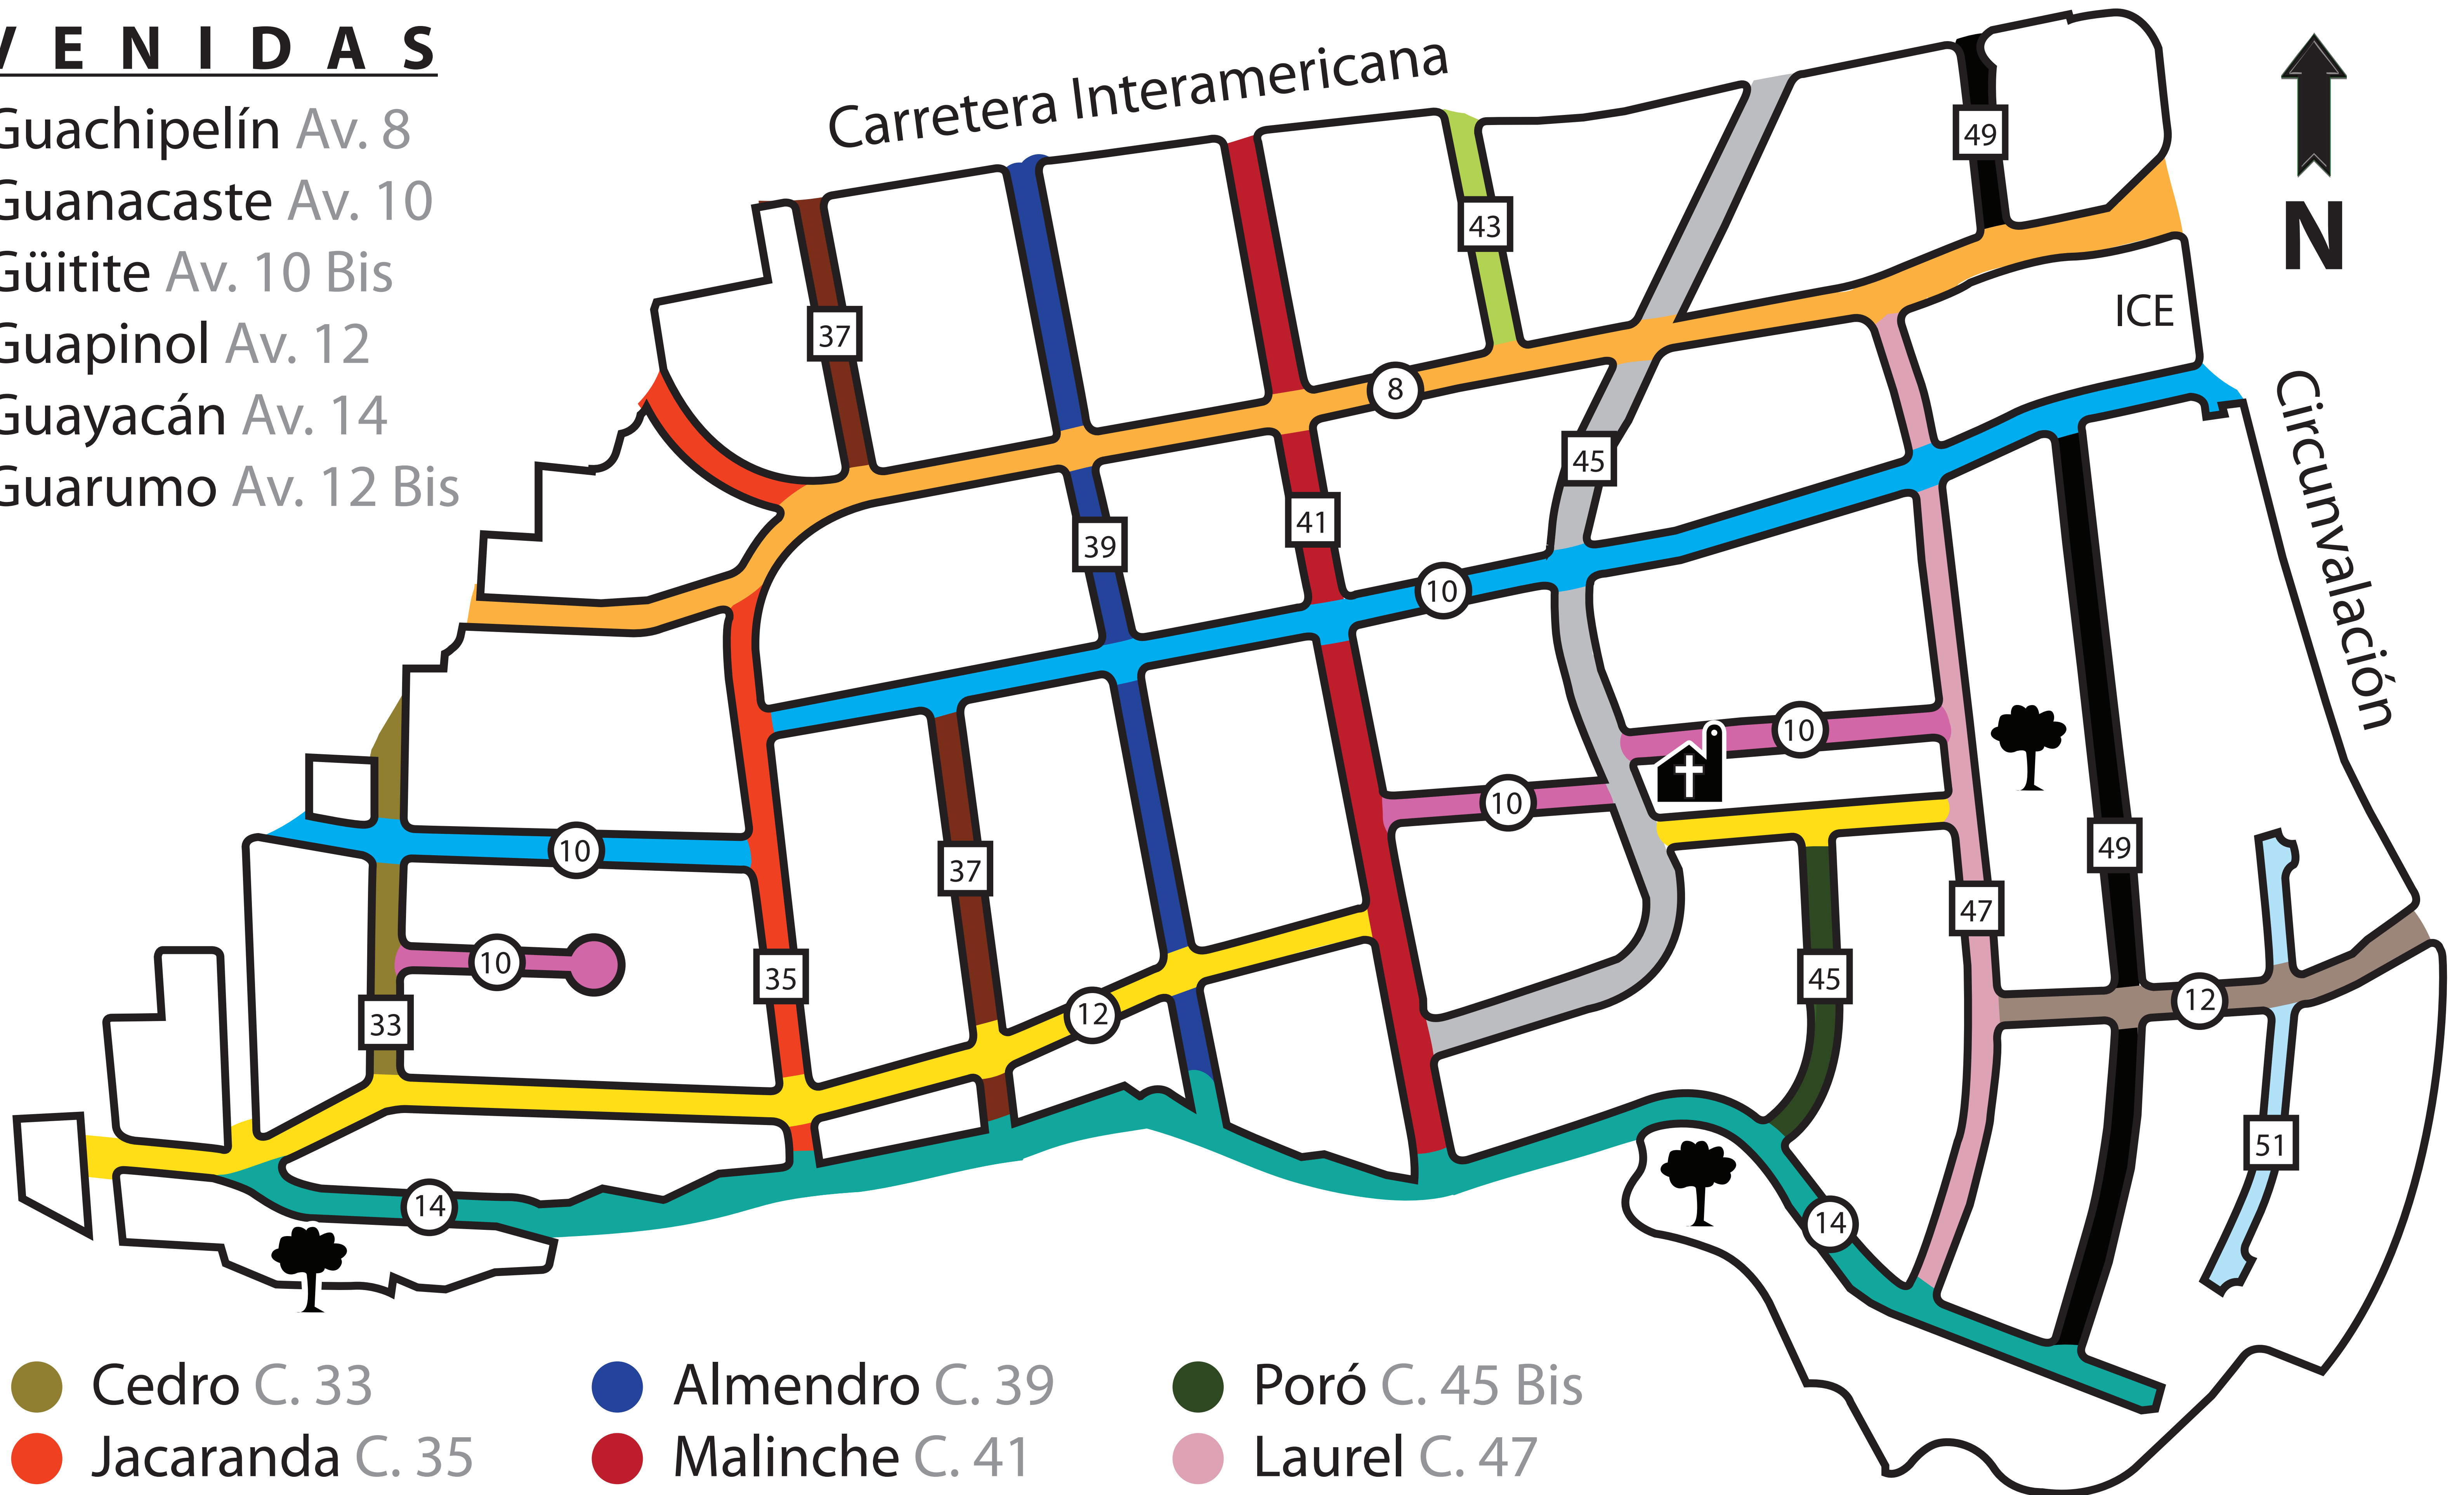 VENIDAS
Guachipelín Av. 8
Guanacaste Av. 10
Güitite Av. 10 Bis
Guapinol Av. 12
Guayacán Av. 14
Guarumo Av. 12 Bis
Carretera Interamericana
N
ICE
Circunvalación
49
43
37
8
45
41
39
10
10
10
10
37
49
47
10
35
45
12
12
33
51
14
14
Cedro C. 33
Almendro C. 39
Poró C. 45 Bis
Jacaranda C. 35
Malinche C. 41
Laurel C. 47